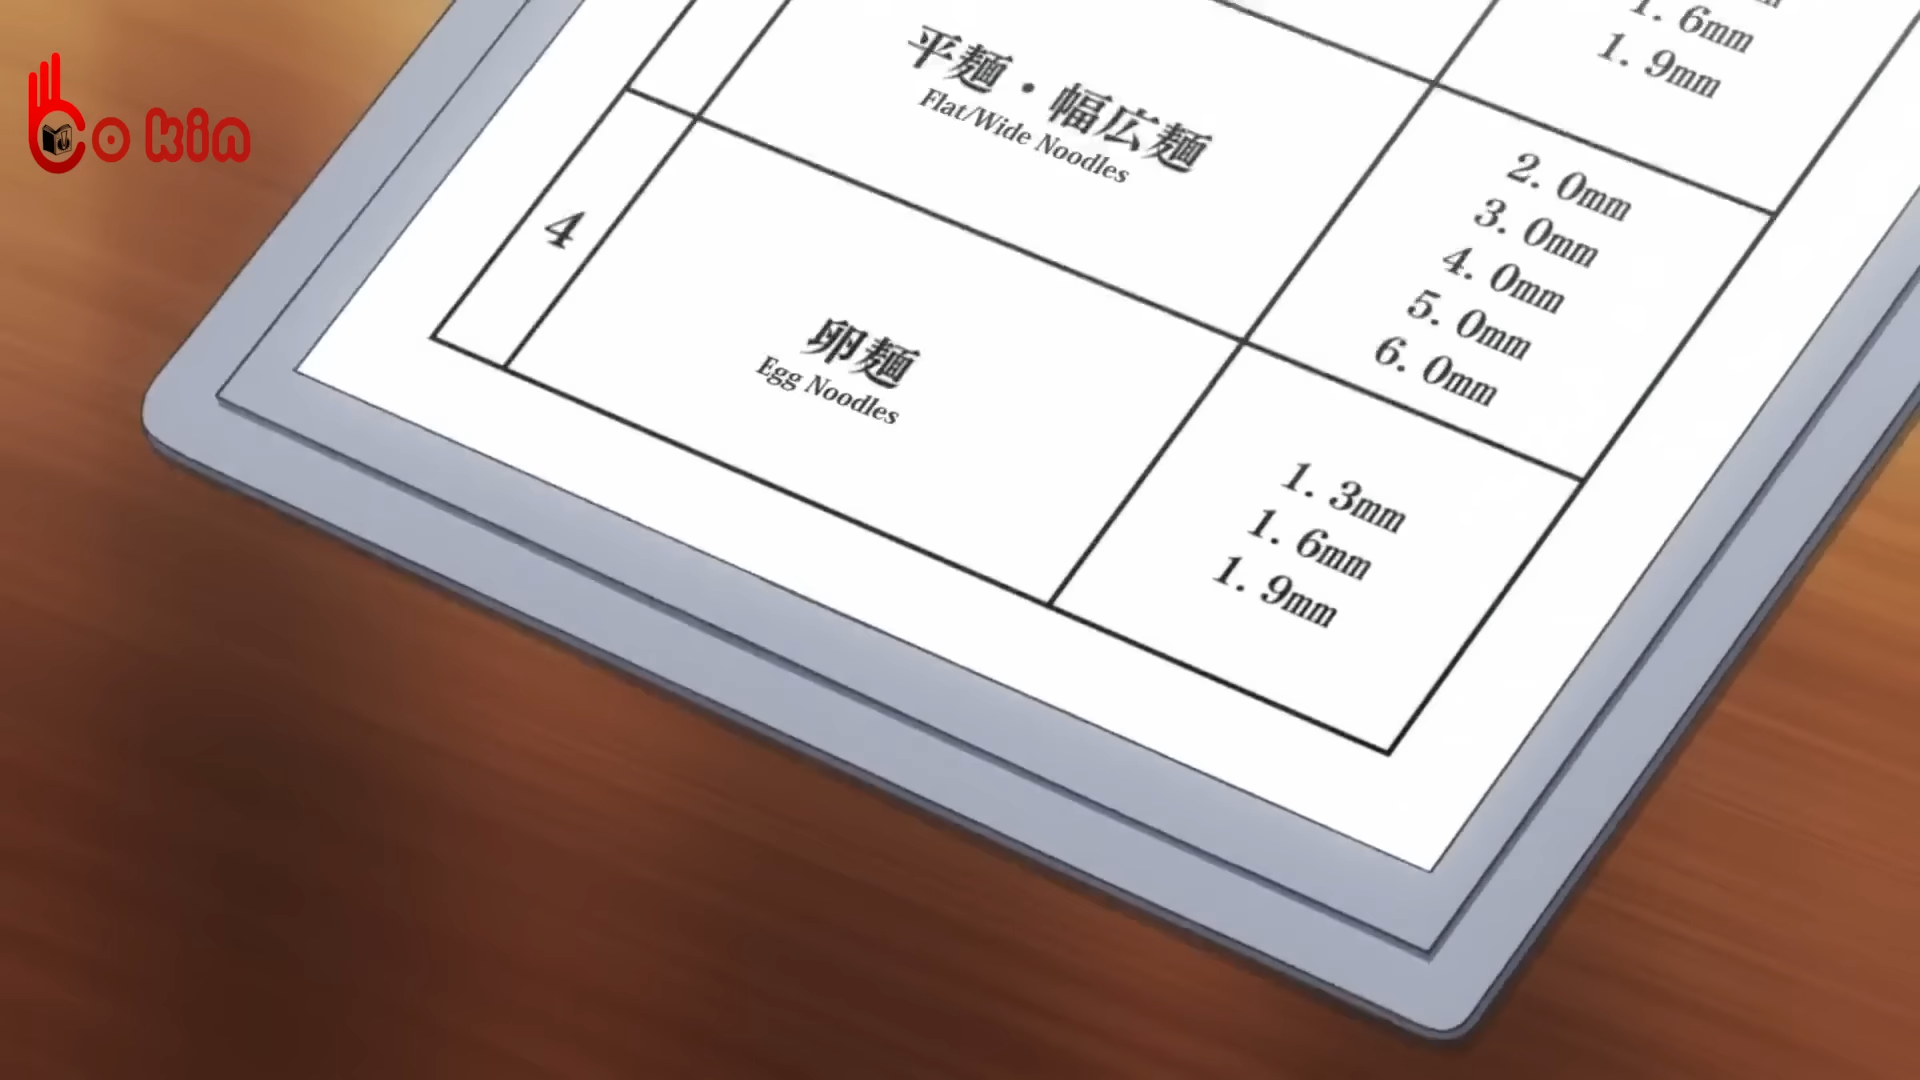 co kin
1. 6mm
1. 9mm
平麺・幅広麺
Flat/Wide Noodles
2. 0mm
3. 0mm
4. 0mm
5. 0mm
6. 0mm
4
卵麺
Egg Noodles
1. 3mm
1. 6mm
1. 9mm